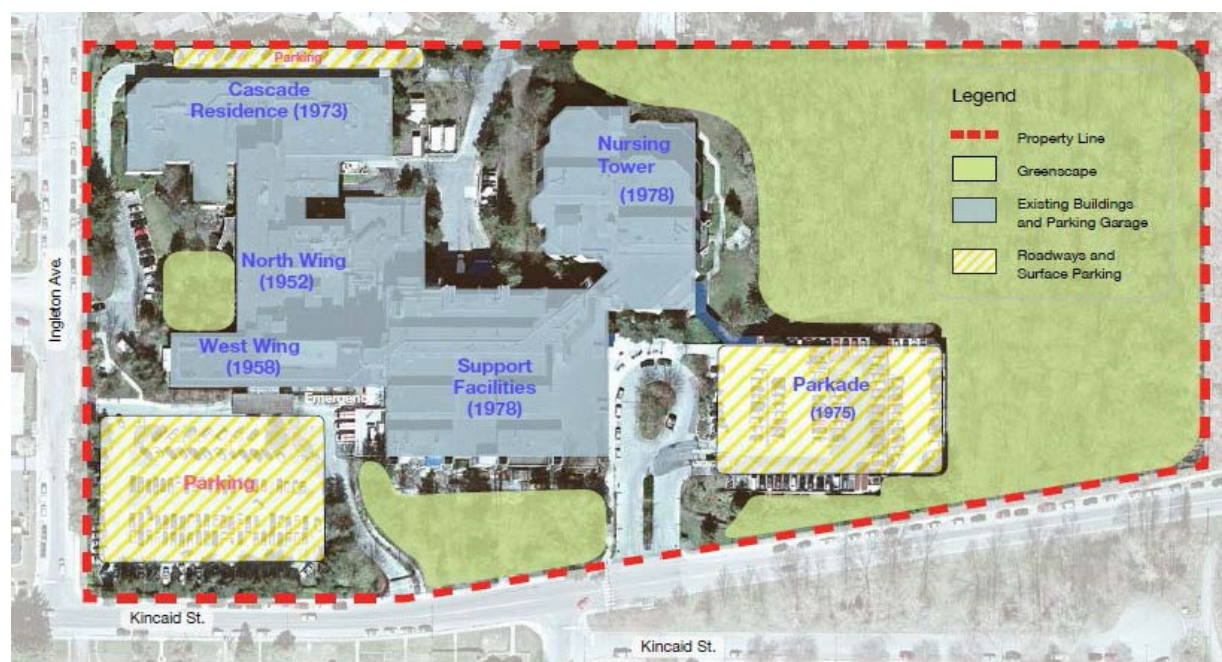 Parking
Cascade
Residence (1973)
Nursing
Tower
(1978)
Legend
Property Line
Greenscape
Existing Buildings
and Parking Garage
Roadways and
Surface Parking
Ingleton Ave.
North Wing
(1952)
West Wing
(1958)
Support
Facilities
(1978)
Emergency
Parkade
(1975)
Parking
Kincaid St.
Kincaid St.